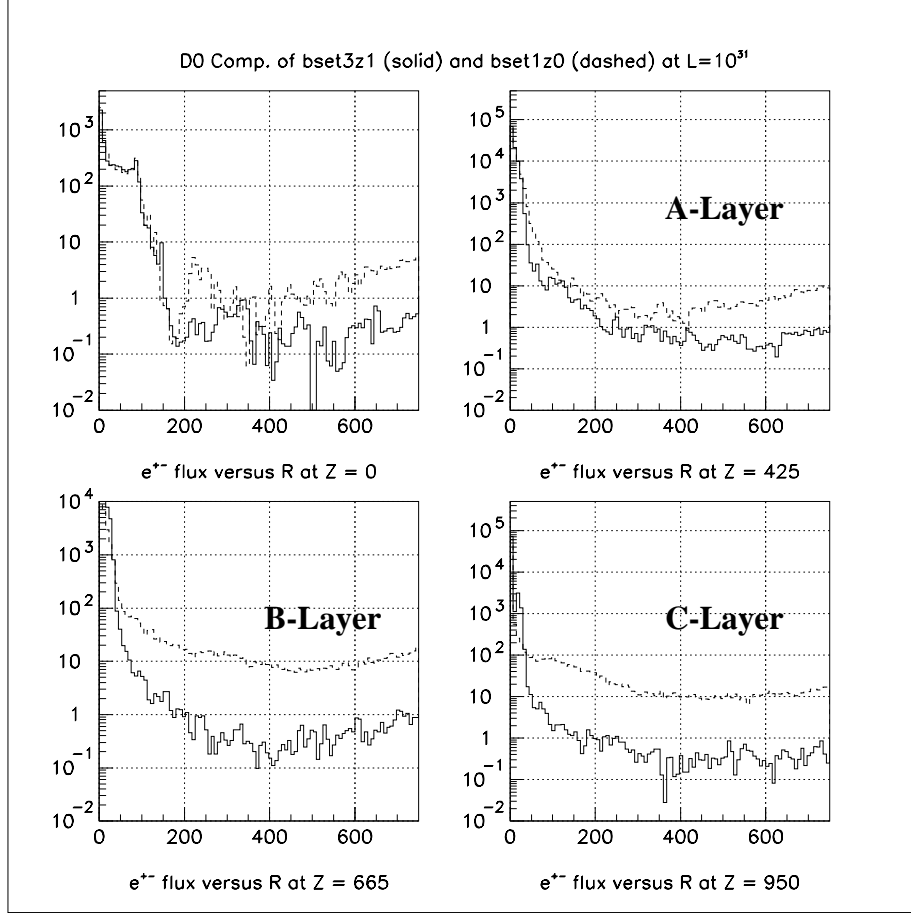 D0 Comp. of bset3z1 (solid) and bset1z0 (dashed) at L=10³¹
10³
10²
10
1
10⁻¹
10⁻²
0 200 400 600
e⁺⁻ flux versus R at Z = 0
10⁵
10⁴
10³
10²
10
1
10⁻¹
10⁻²
0 200 400 600
A-Layer
e⁺⁻ flux versus R at Z = 425
10⁴
10³
10²
10
1
10⁻¹
10⁻²
0 200 400 600
B-Layer
e⁺⁻ flux versus R at Z = 665
10⁵
10⁴
10³
10²
10
1
10⁻¹
10⁻²
0 200 400 600
C-Layer
e⁺⁻ flux versus R at Z = 950